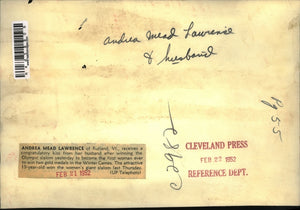 Andrea Mead Lawrence
& husband
Pg 55
C2982
CLEVELAND PRESS
FEB 22 1952
REFERENCE DEPT.
ANDREA MEAD LAWRENCE of Rutland, Vt., receives a
congratulatory kiss from her husband after winning the
Olympic slalom yesterday to become the first woman ever
to win two gold medals in the Winter Games. The attractive
19-year-old won the women's giant slalom last Thursday.
FEB 21 1952 (UP Telephoto)